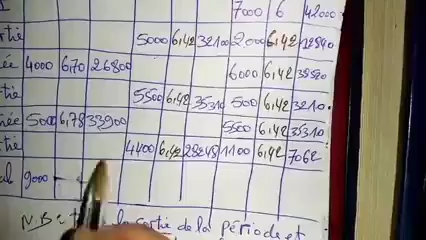 7000 6 42000
tie 5000 6,42 32100 2000 6,42 12840
ée 4000 6,70 26800 6000 6,42 38520
tie 5500 6,42 35310 500 6,42 3210
ée 5000 6,78 33900 5500 6,42 35310
tie 4400 6,42 28248 1100 6,42 7062
al 9000 -
N.B: la sortie de la période et